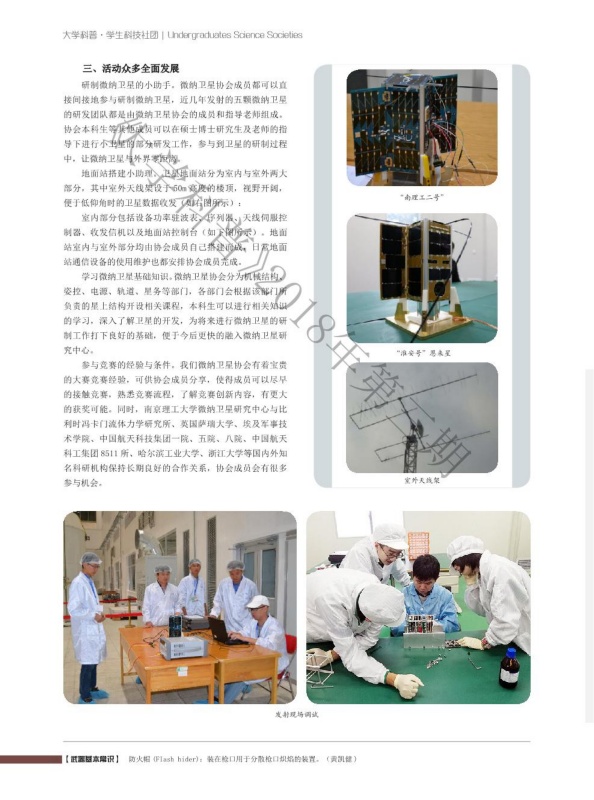 大学科普·学生科技社团 | Undergraduates Science Societies
三、活动众多全面发展
研制微纳卫星的小助手。微纳卫星协会成员都可以直
接间接地参与研制微纳卫星，近几年发射的五颗微纳卫星
的研发团队都是由微纳卫星协会的成员和指导老师组成。
协会本科生等其他成员可以在硕士博士研究生及老师的指
导下进行小卫星的部分研发工作，参与到卫星的研制过程
中，让微纳卫星与外界零距离。
地面站搭建小助理。卫星地面站分为室内与室外两大
部分，其中室外天线架设于50m高度的楼顶，视野开阔，
便于低仰角时的卫星数据收发（如右图所示）；
室内部分包括设备功率驻波表、序列器、天线伺服控
制器、收发信机以及地面站控制台（如下图所示）。地面
站室内与室外部分均由协会成员自己搭建而成，日常地面
站通信设备的使用维护也都安排协会成员完成。
学习微纳卫星基础知识。微纳卫星协会分为机械结构、
姿控、电源、轨道、星务等部门，各部门会根据该部门所
负责的星上结构开设相关课程，本科生可以进行相关知识
的学习，深入了解卫星的开发，为将来进行微纳卫星的研
制工作打下良好的基础，便于今后更快的融入微纳卫星研
究中心。
参与竞赛的经验与条件。我们微纳卫星协会有着宝贵
的大赛竞赛经验，可供协会成员分享，使得成员可以尽早
的接触竞赛，熟悉竞赛流程，了解竞赛创新内容，有更大
的获奖可能。同时，南京理工大学微纳卫星研究中心与比
利时冯卡门流体力学研究所、英国萨瑞大学、埃及军事技
术学院、中国航天科技集团一院、五院、八院、中国航天
科工集团 8511 所、哈尔滨工业大学、浙江大学等国内外知
名科研机构保持长期良好的合作关系，协会成员会有很多
参与机会。
“南理工二号”
“淮安号”恩来星
室外天线架
发射现场调试
大学科普》2018年第二期
【武器基本常识】 防火帽（Flash hider）：装在枪口用于分散枪口炽焰的装置。（黄凯健）